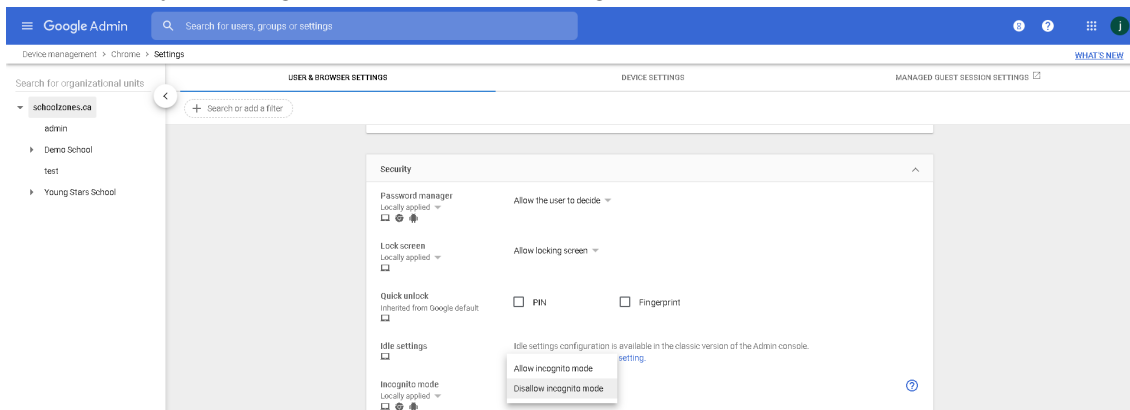 Google Admin
Search for users, groups or settings
8
?
j
Device management > Chrome > Settings
WHAT'S NEW
Search for organizational units
USER & BROWSER SETTINGS
DEVICE SETTINGS
MANAGED GUEST SESSION SETTINGS
schoolzones.ca
+ Search or add a filter
admin
Demo School
test
Young Stars School
Security
Password manager
Locally applied
Allow the user to decide
Lock screen
Locally applied
Allow locking screen
Quick unlock
Inherited from Google default
PIN
Fingerprint
Idle settings
Idle settings configuration is available in the classic version of the Admin console.
setting.
Allow incognito mode
Disallow incognito mode
Incognito mode
Locally applied
?